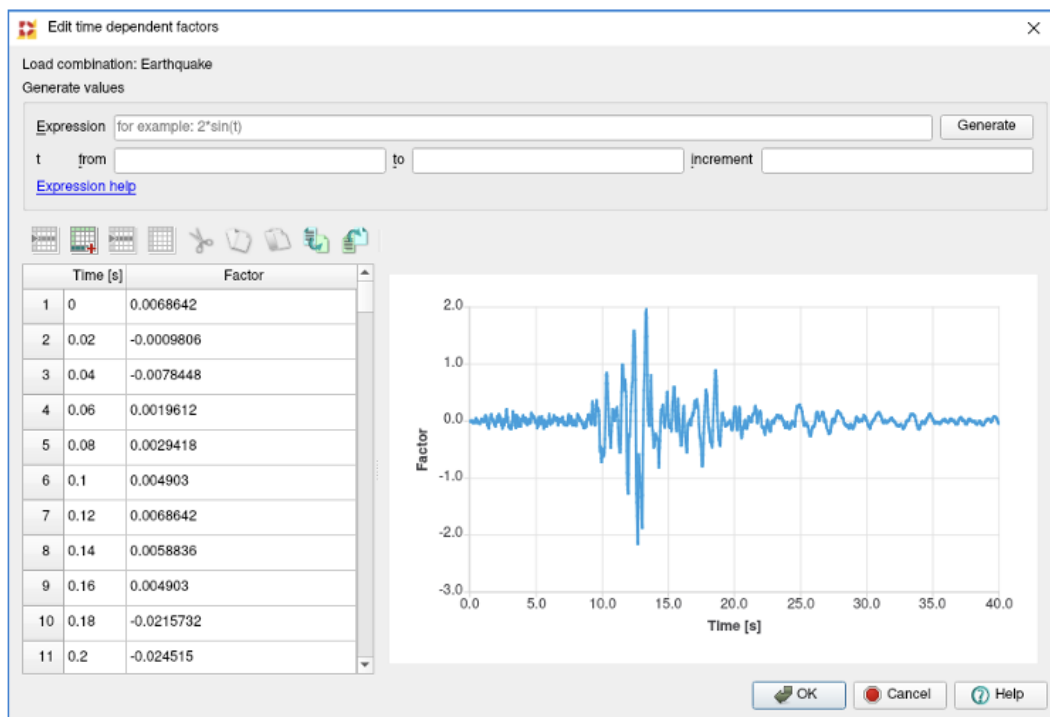 Edit time dependent factors
Load combination: Earthquake
Generate values
Expression for example: 2*sin(t) Generate
t from to increment
Expression help
Time [s] Factor
1 0 0.0068642
2 0.02 -0.0009806
3 0.04 -0.0078448
4 0.06 0.0019612
5 0.08 0.0029418
6 0.1 0.004903
7 0.12 0.0068642
8 0.14 0.0058836
9 0.16 0.004903
10 0.18 -0.0215732
11 0.2 -0.024515
2.0
1.0
0.0
-1.0
-2.0
-3.0
Factor
0.0 5.0 10.0 15.0 20.0 25.0 30.0 35.0 40.0
Time [s]
OK Cancel Help